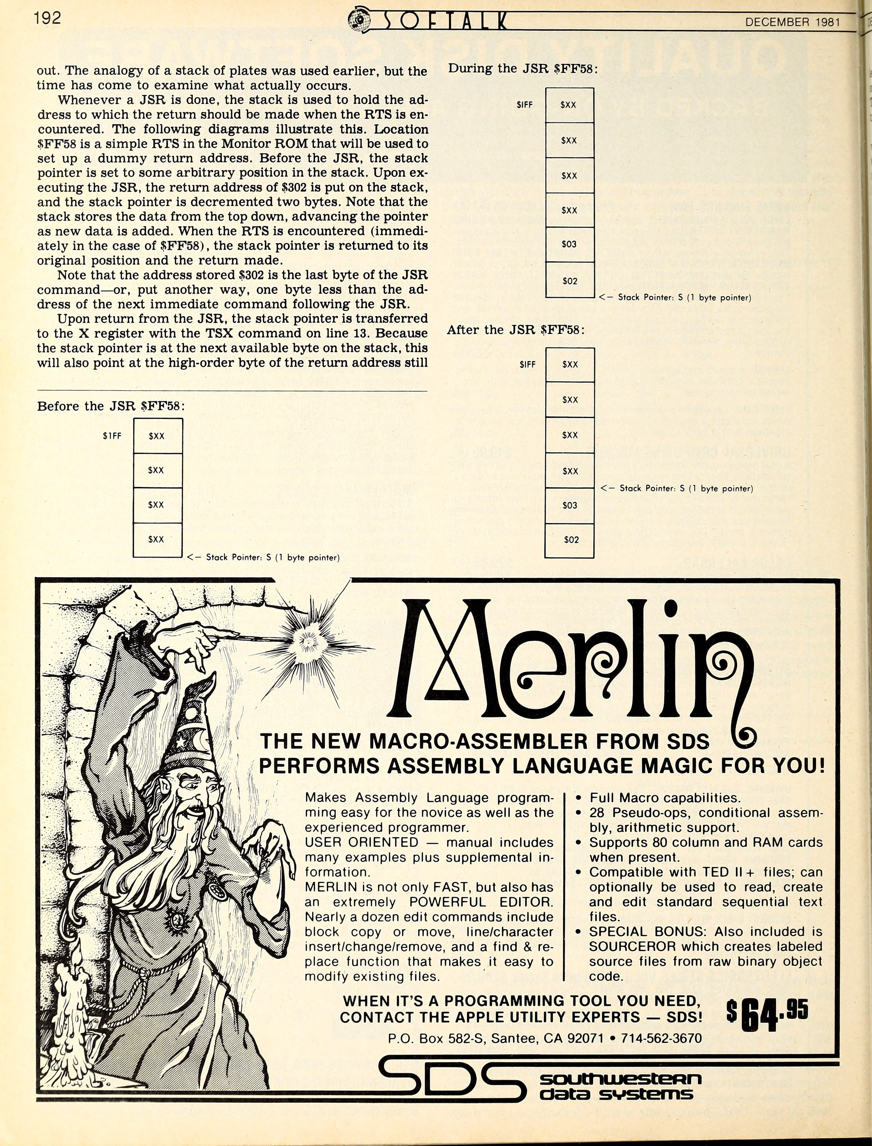 192
SOFTALK
DECEMBER 1981
out. The analogy of a stack of plates was used earlier, but the
time has come to examine what actually occurs.
Whenever a JSR is done, the stack is used to hold the ad-
dress to which the return should be made when the RTS is en-
countered. The following diagrams illustrate this. Location
$FF58 is a simple RTS in the Monitor ROM that will be used to
set up a dummy return address. Before the JSR, the stack
pointer is set to some arbitrary position in the stack. Upon ex-
ecuting the JSR, the return address of $302 is put on the stack,
and the stack pointer is decremented two bytes. Note that the
stack stores the data from the top down, advancing the pointer
as new data is added. When the RTS is encountered (immedi-
ately in the case of $FF58), the stack pointer is returned to its
original position and the return made.
Note that the address stored $302 is the last byte of the JSR
command—or, put another way, one byte less than the ad-
dress of the next immediate command following the JSR.
Upon return from the JSR, the stack pointer is transferred
to the X register with the TSX command on line 13. Because
the stack pointer is at the next available byte on the stack, this
will also point at the high-order byte of the return address still
Before the JSR $FF58:
$1FF $XX
$XX
$XX
$XX
<– Stack Pointer: S (1 byte pointer)
During the JSR $FF58:
$1FF $XX
$XX
$XX
$XX
$03
$02
<– Stack Pointer: S (1 byte pointer)
After the JSR $FF58:
$1FF $XX
$XX
$XX
$XX
<– Stack Pointer: S (1 byte pointer)
$03
$02
Merlin
THE NEW MACRO-ASSEMBLER FROM SDS
PERFORMS ASSEMBLY LANGUAGE MAGIC FOR YOU!
Makes Assembly Language program-
ming easy for the novice as well as the
experienced programmer.
USER ORIENTED — manual includes
many examples plus supplemental in-
formation.
MERLIN is not only FAST, but also has
an extremely POWERFUL EDITOR.
Nearly a dozen edit commands include
block copy or move, line/character
insert/change/remove, and a find & re-
place function that makes it easy to
modify existing files.
• Full Macro capabilities.
• 28 Pseudo-ops, conditional assem-
bly, arithmetic support.
• Supports 80 column and RAM cards
when present.
• Compatible with TED II+ files; can
optionally be used to read, create
and edit standard sequential text
files.
• SPECIAL BONUS: Also included is
SOURCEROR which creates labeled
source files from raw binary object
code.
WHEN IT'S A PROGRAMMING TOOL YOU NEED,
CONTACT THE APPLE UTILITY EXPERTS — SDS!
$64.95
P.O. Box 582-S, Santee, CA 92071 • 714-562-3670
SDS
southwestern
data systems